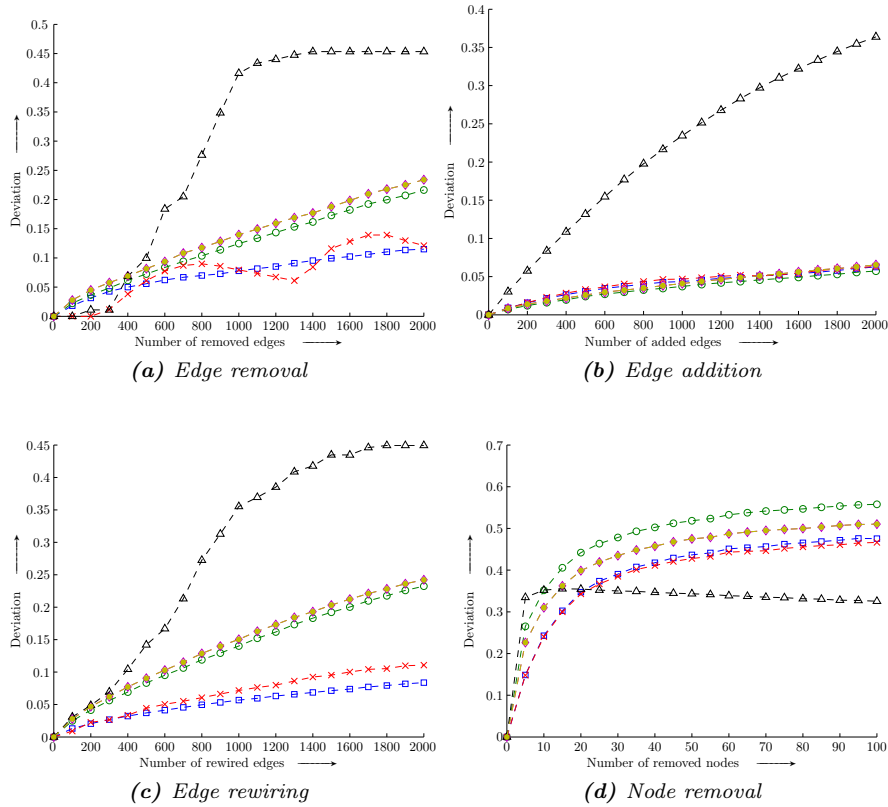 0.5
0.45
0.4
0.35
0.3
0.25
0.2
0.15
0.1
0.05
0
Deviation
0 200 400 600 800 1000 1200 1400 1600 1800 2000
Number of removed edges
(a) Edge removal
0.4
0.35
0.3
0.25
0.2
0.15
0.1
0.05
0
Deviation
0 200 400 600 800 1000 1200 1400 1600 1800 2000
Number of added edges
(b) Edge addition
0.45
0.4
0.35
0.3
0.25
0.2
0.15
0.1
0.05
0
Deviation
0 200 400 600 800 1000 1200 1400 1600 1800 2000
Number of rewired edges
(c) Edge rewiring
0.7
0.6
0.5
0.4
0.3
0.2
0.1
0
Deviation
0 10 20 30 40 50 60 70 80 90 100
Number of removed nodes
(d) Node removal